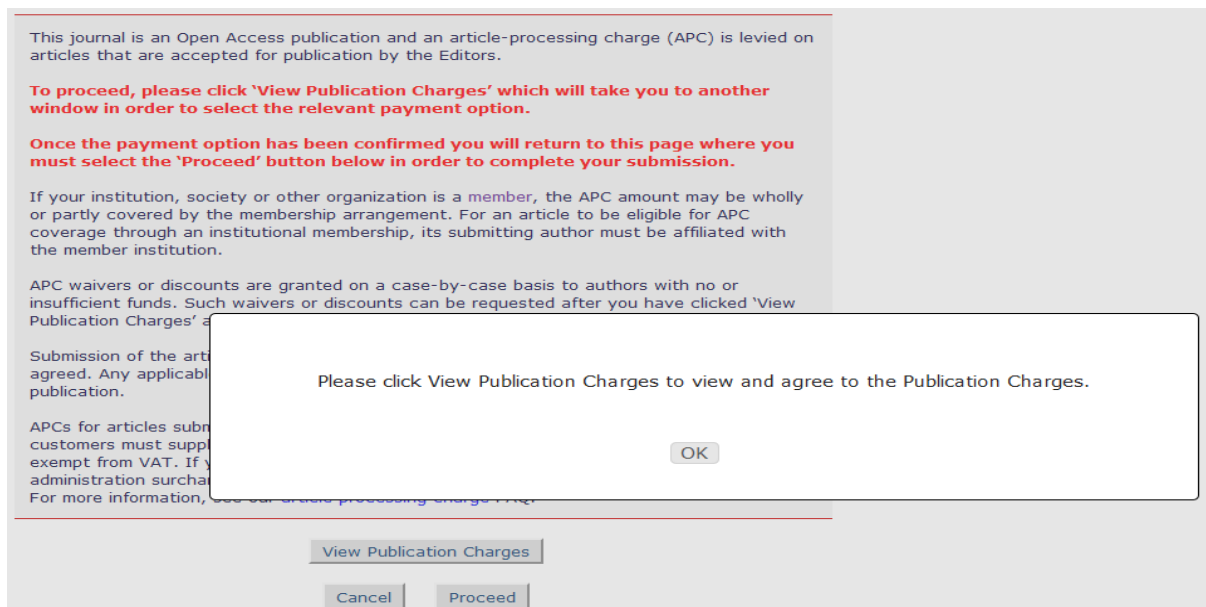 This journal is an Open Access publication and an article-processing charge (APC) is levied on
articles that are accepted for publication by the Editors.
To proceed, please click ‘View Publication Charges’ which will take you to another
window in order to select the relevant payment option.
Once the payment option has been confirmed you will return to this page where you
must select the ‘Proceed’ button below in order to complete your submission.
If your institution, society or other organization is a member, the APC amount may be wholly
or partly covered by the membership arrangement. For an article to be eligible for APC
coverage through an institutional membership, its submitting author must be affiliated with
the member institution.
APC waivers or discounts are granted on a case-by-case basis to authors with no or
insufficient funds. Such waivers or discounts can be requested after you have clicked ‘View
Publication Charges’
Submission of the
agreed. Any
publication.
APCs for articles
customers must
exempt from VAT. If
administration
For more information, see our article processing charge FAQ.
Please click View Publication Charges to view and agree to the Publication Charges.
OK
View Publication Charges
Cancel Proceed